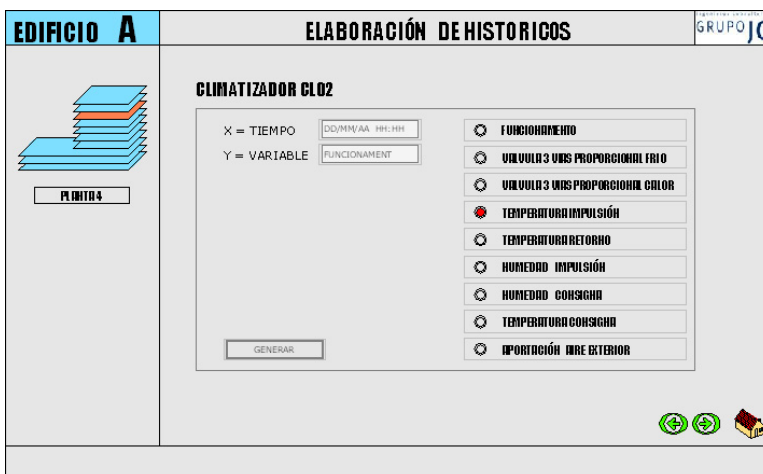 EDIFICIO A
ELABORACIÓN DE HISTORICOS
GRUPO JG
CLIMATIZADOR CL02
X = TIEMPO
DD/MM/AA HH:HH
Y = VARIABLE
FUNCIONAMENT
PLANTA 4
FUNCIONAMIENTO
VALVULA 3 VIAS PROPORCIONAL FRIO
VALVULA 3 VIAS PROPORCIONAL CALOR
TEMPERATURA IMPULSIÓN
TEMPERATURA RETORNO
HUMEDAD IMPULSIÓN
HUMEDAD CONSIGNA
TEMPERATURA CONSIGNA
APORTACIÓN AIRE EXTERIOR
GENERAR